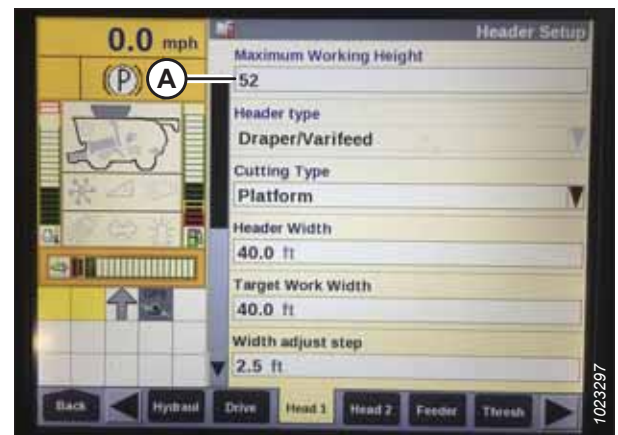 0.0 mph
Header Setup
(P)
A
Maximum Working Height
52
Header type
Draper/Varifeed
Cutting Type
Platform
Header Width
40.0 ft
Target Work Width
40.0 ft
Width adjust step
2.5 ft
Back
Hydraul
Drive
Head 1
Head 2
Feeder
Thresh
1023297